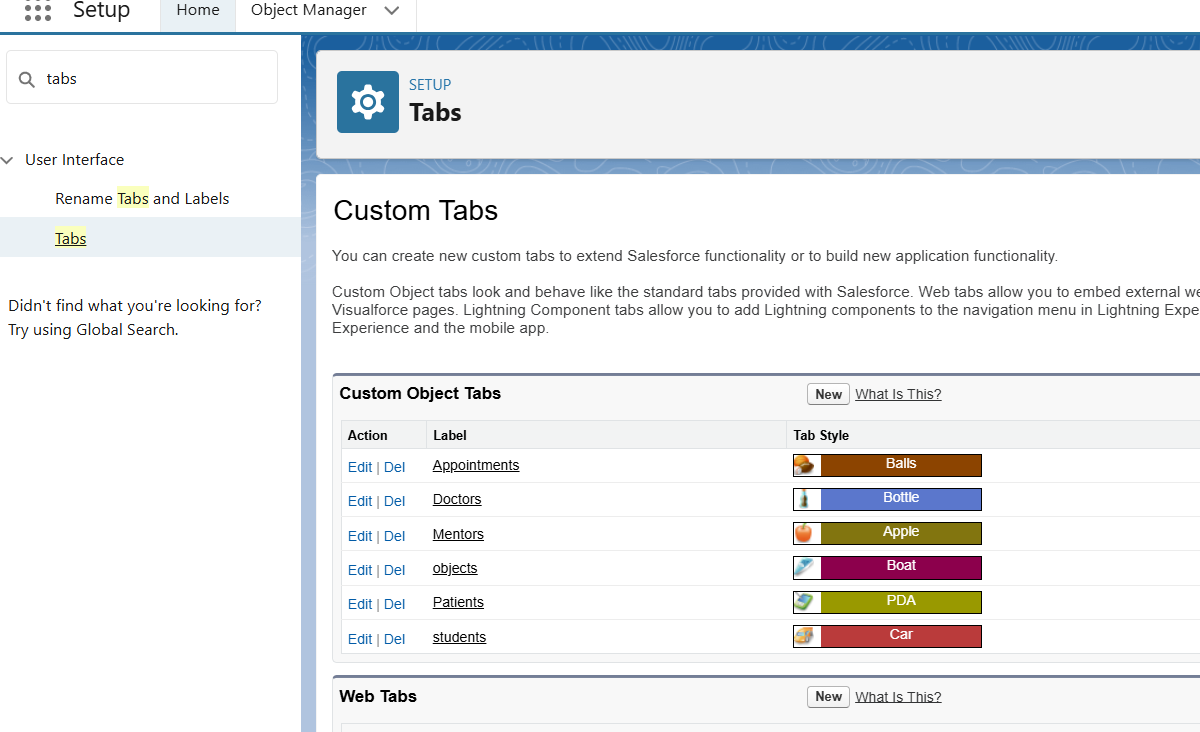 Setup
Home
Object Manager
tabs
User Interface
Rename Tabs and Labels
Tabs
Didn't find what you're looking for?
Try using Global Search.
SETUP
Tabs
Custom Tabs
You can create new custom tabs to extend Salesforce functionality or to build new application functionality.
Custom Object tabs look and behave like the standard tabs provided with Salesforce. Web tabs allow you to embed external we
Visualforce pages. Lightning Component tabs allow you to add Lightning components to the navigation menu in Lightning Expe
Experience and the mobile app.
Custom Object Tabs New What Is This?
Action Label Tab Style
Edit | Del Appointments Balls
Edit | Del Doctors Bottle
Edit | Del Mentors Apple
Edit | Del objects Boat
Edit | Del Patients PDA
Edit | Del students Car
Web Tabs New What Is This?